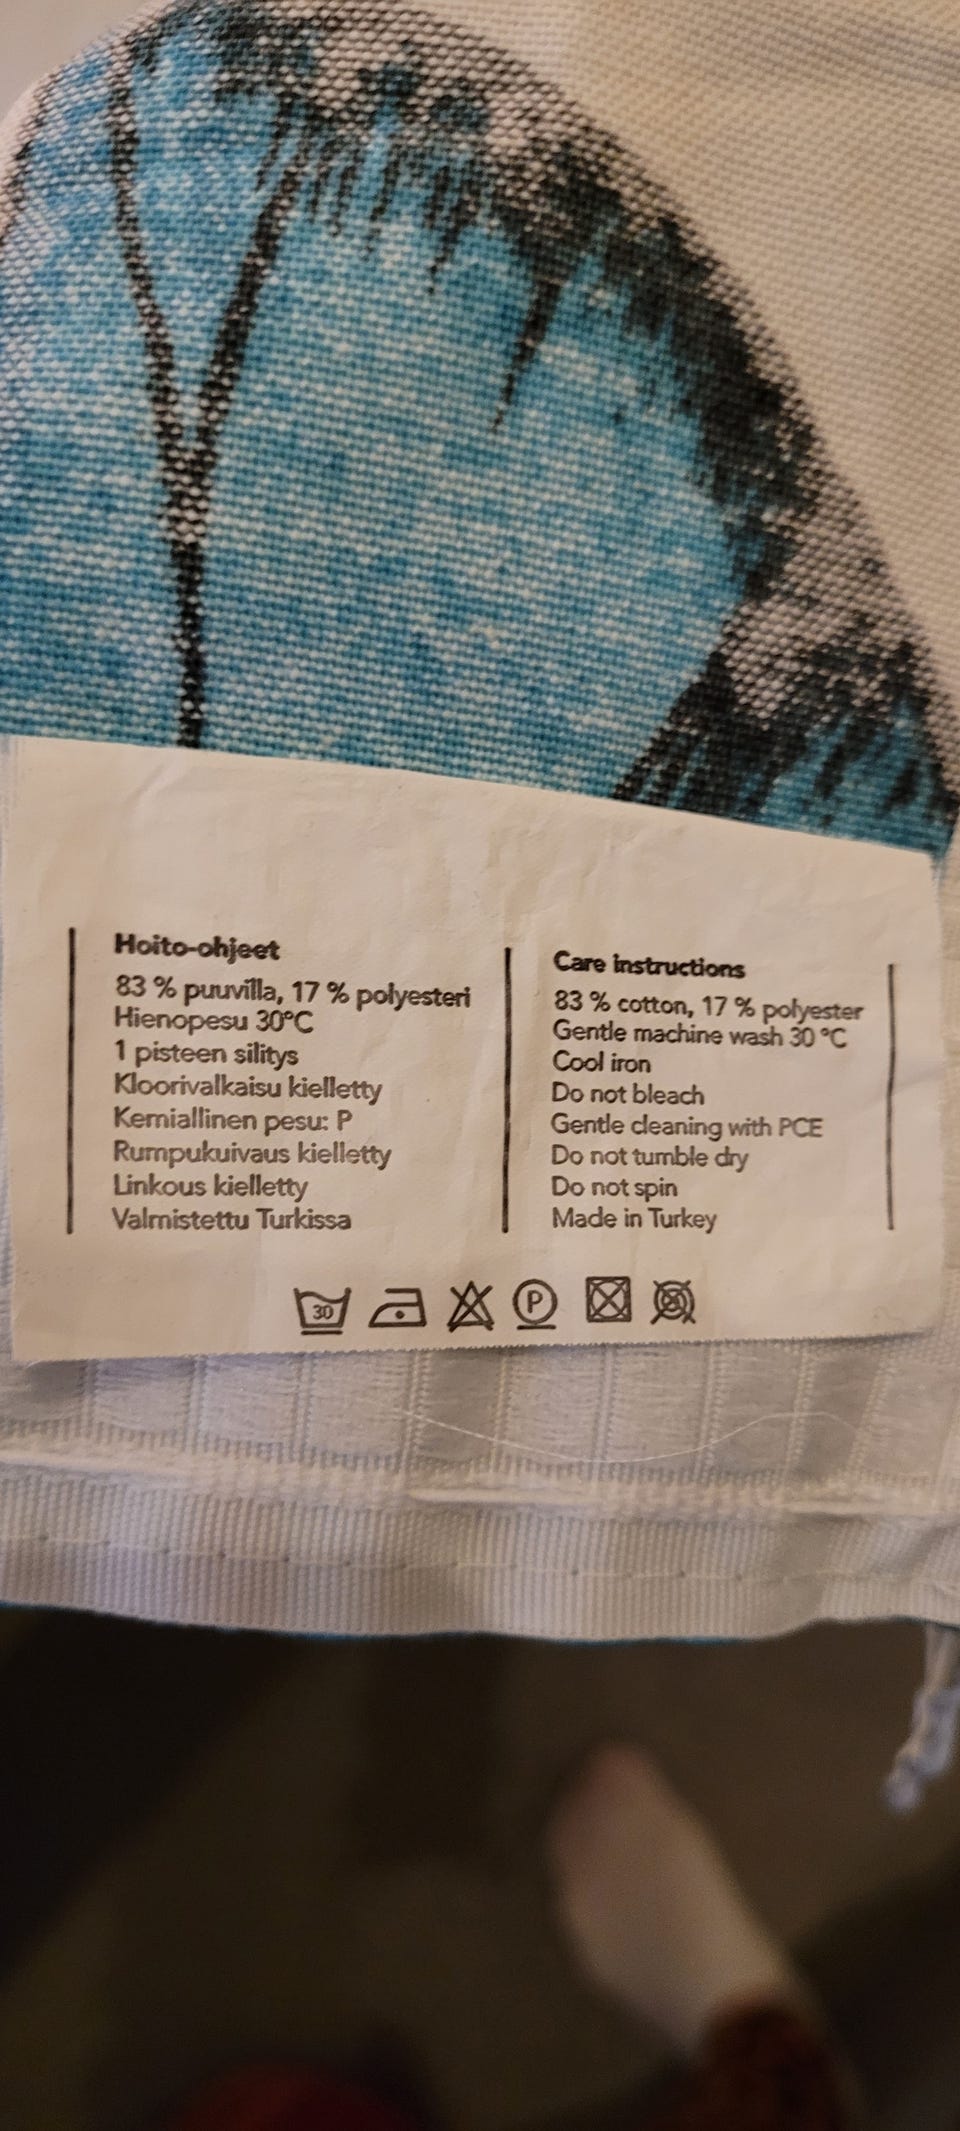 Hoito-ohjeet
83 % puuvilla, 17 % polyesteri
Hienopesu 30°C
1 pisteen silitys
Kloorivalkaisu kielletty
Kemiallinen pesu: P
Rumpukuivaus kielletty
Linkous kielletty
Valmistettu Turkissa
Care instructions
83 % cotton, 17 % polyester
Gentle machine wash 30 °C
Cool iron
Do not bleach
Gentle cleaning with PCE
Do not tumble dry
Do not spin
Made in Turkey
30 P